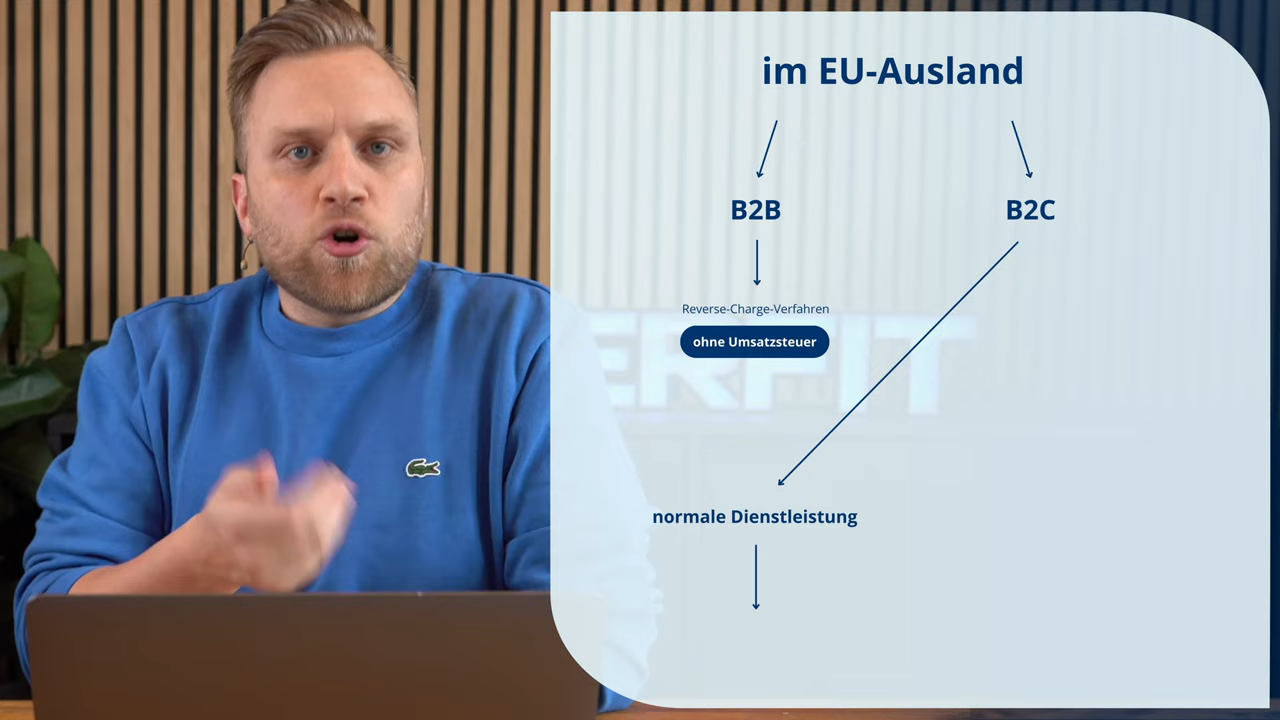 im EU-Ausland
B2B
B2C
Reverse-Charge-Verfahren
ohne Umsatzsteuer
normale Dienstleistung